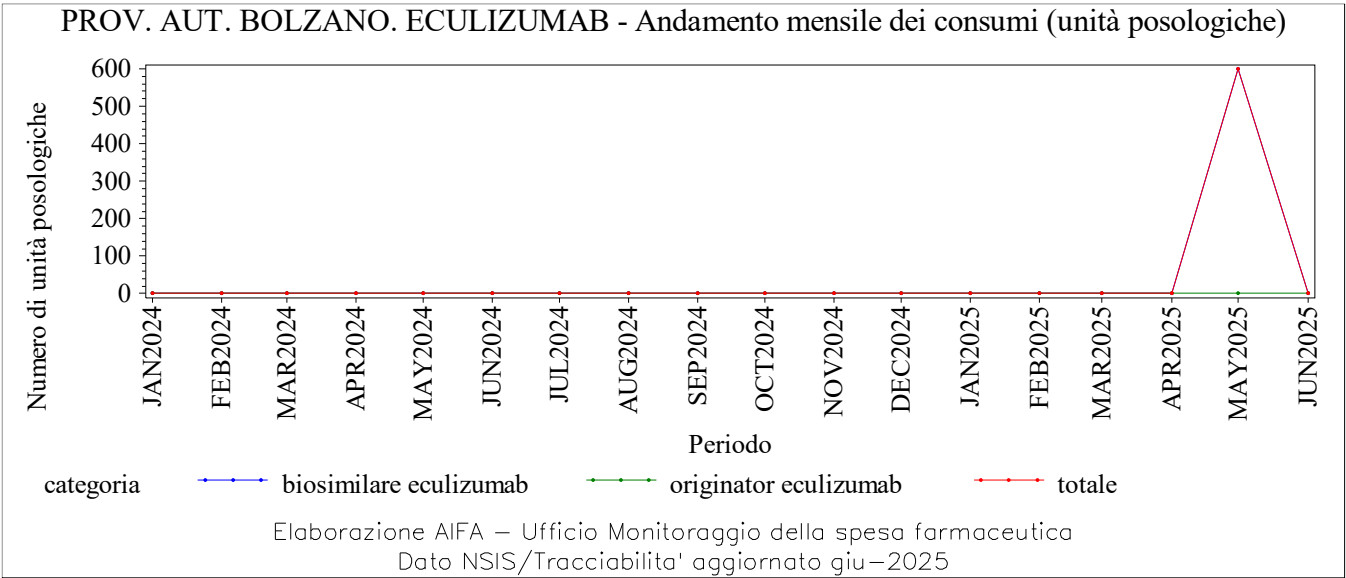 PROV. AUT. BOLZANO. ECULIZUMAB - Andamento mensile dei consumi (unità posologiche)
Numero di unità posologiche
600
500
400
300
200
100
0
JAN2024
FEB2024
MAR2024
APR2024
MAY2024
JUN2024
JUL2024
AUG2024
SEP2024
OCT2024
NOV2024
DEC2024
JAN2025
FEB2025
MAR2025
APR2025
MAY2025
JUN2025
Periodo
categoria biosimilare eculizumab originator eculizumab totale
Elaborazione AIFA – Ufficio Monitoraggio della spesa farmaceutica
Dato NSIS/Tracciabilita' aggiornato giu–2025